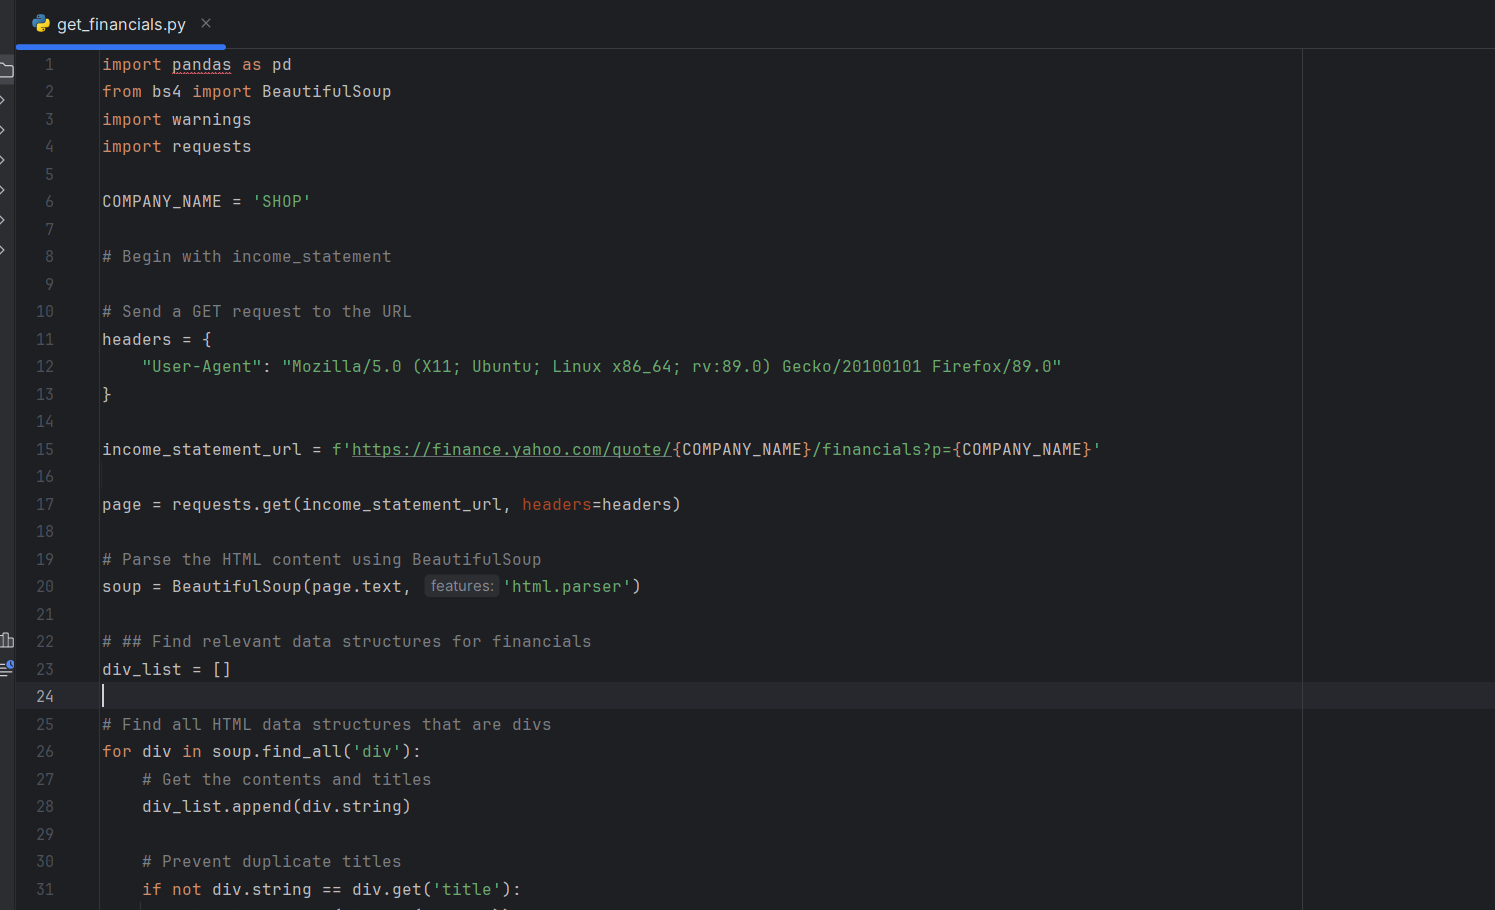 get_financials.py
1 import pandas as pd
2 from bs4 import BeautifulSoup
3 import warnings
4 import requests
5
6 COMPANY_NAME = 'SHOP'
7
8 # Begin with income_statement
9
10 # Send a GET request to the URL
11 headers = {
12     "User-Agent": "Mozilla/5.0 (X11; Ubuntu; Linux x86_64; rv:89.0) Gecko/20100101 Firefox/89.0"
13 }
14
15 income_statement_url = f'https://finance.yahoo.com/quote/{COMPANY_NAME}/financials?p={COMPANY_NAME}'
16
17 page = requests.get(income_statement_url, headers=headers)
18
19 # Parse the HTML content using BeautifulSoup
20 soup = BeautifulSoup(page.text, features: 'html.parser')
21
22 # ## Find relevant data structures for financials
23 div_list = []
24
25 # Find all HTML data structures that are divs
26 for div in soup.find_all('div'):
27     # Get the contents and titles
28     div_list.append(div.string)
29
30     # Prevent duplicate titles
31     if not div.string == div.get('title'):